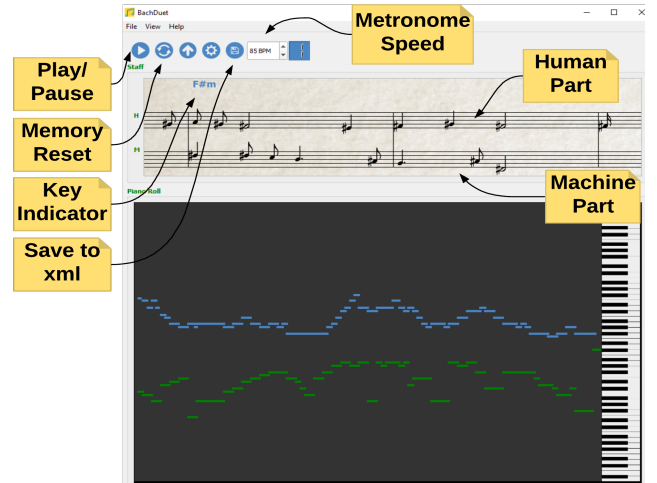 BachDuet
File View Help
85 BPM
Staff
F#m
H
M
Piano Roll
Metronome
Speed
Play/
Pause
Human
Part
Memory
Reset
Key
Indicator
Machine
Part
Save to
xml